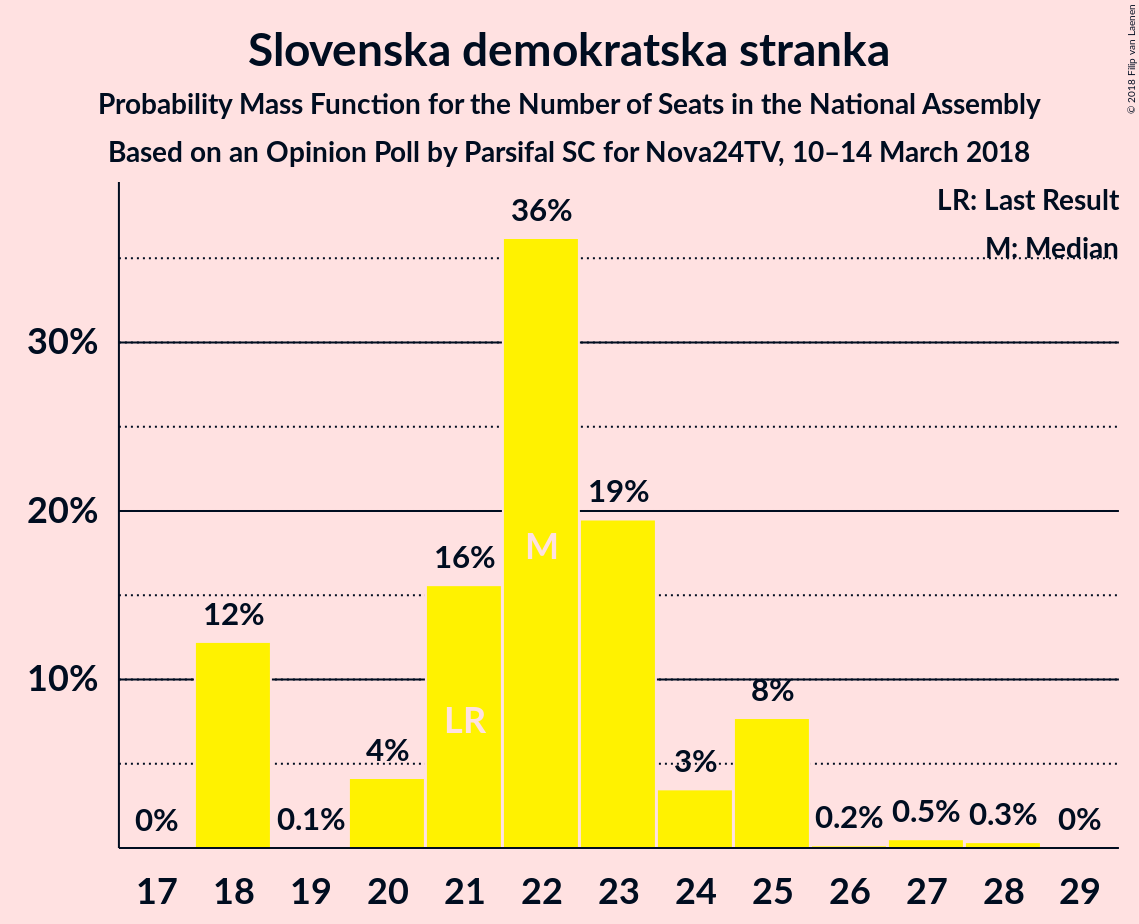 Slovenska demokratska stranka
Probability Mass Function for the Number of Seats in the National Assembly
Based on an Opinion Poll by Parsifal SC for Nova24TV, 10–14 March 2018
© 2018 Filip van Laenen
LR: Last Result
M: Median
30%
20%
10%
0%
12%
0.1%
4%
16%
36%
19%
3%
8%
0.2%
0.5%
0.3%
0%
LR
M
17 18 19 20 21 22 23 24 25 26 27 28 29